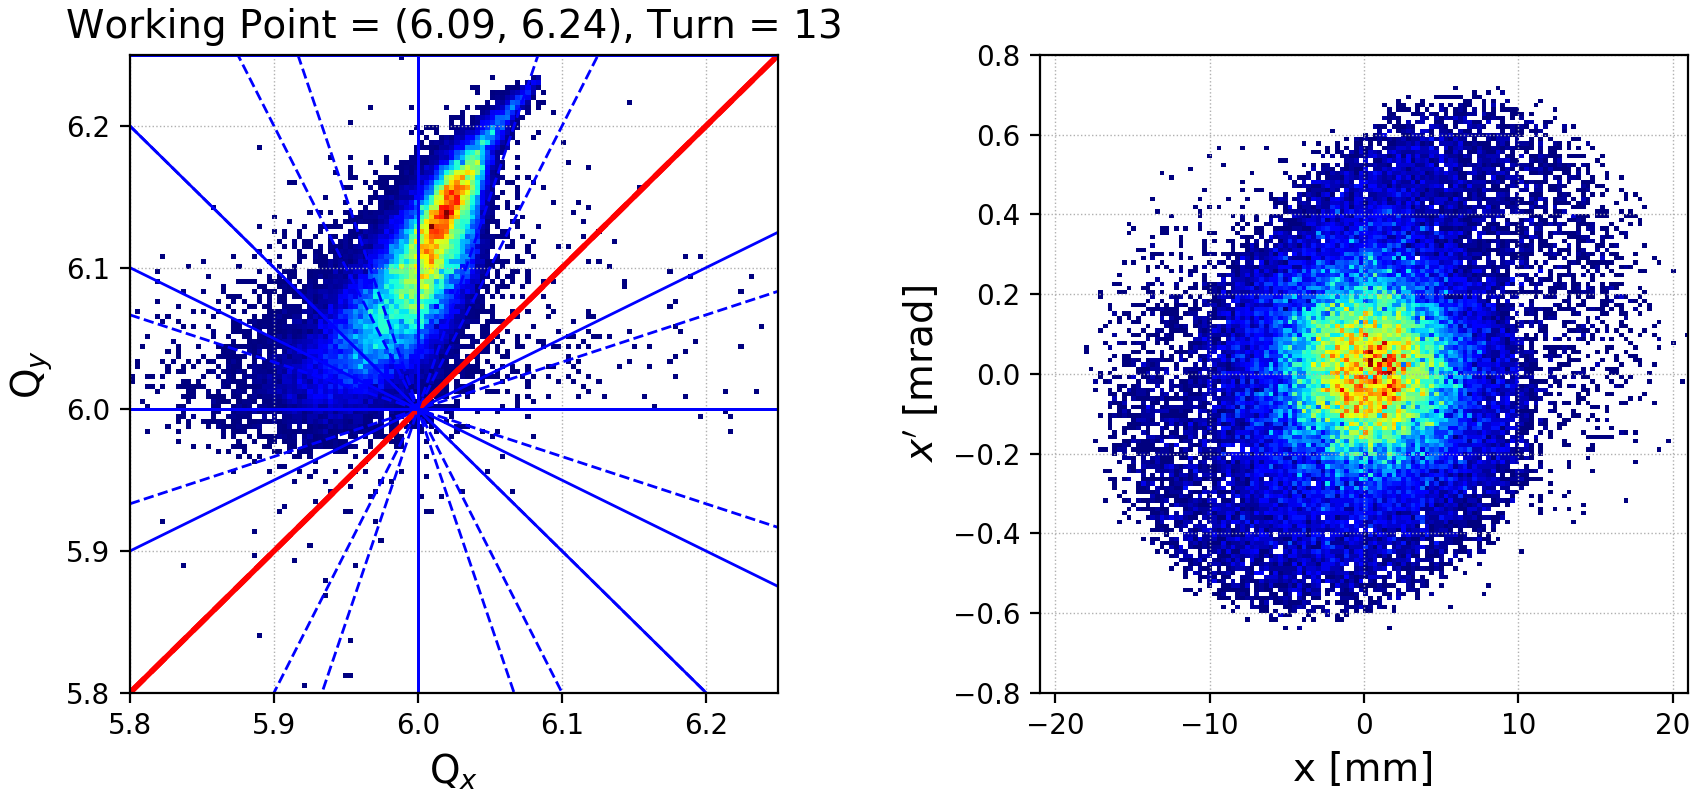 Working Point = (6.09, 6.24), Turn = 13
6.2
6.1
6.0
5.9
5.8
Qy
5.8 5.9 6.0 6.1 6.2
Qx
0.8
0.6
0.4
0.2
0.0
−0.2
−0.4
−0.6
−0.8
x′ [mrad]
−20 −10 0 10 20
x [mm]